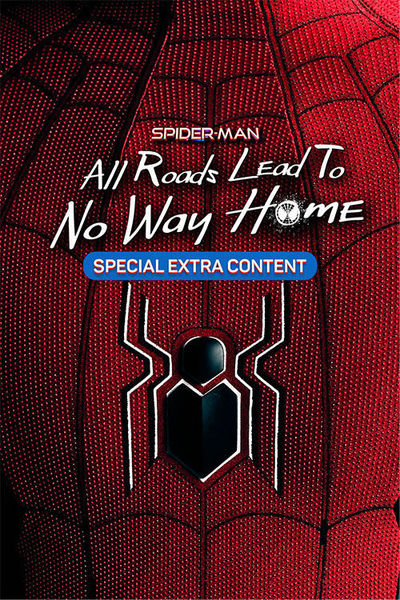 SPIDER-MAN
All Roads Lead To
No Way Home
SPECIAL EXTRA CONTENT